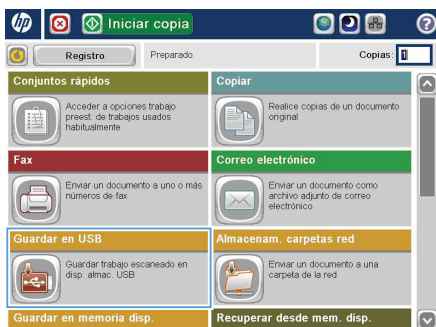 hp
Iniciar copia
?
Registro
Preparado
Copias: 1
Conjuntos rápidos
Acceder a opciones trabajo
preest. de trabajos usados
habitualmente
Copiar
Realice copias de un documento
original
Fax
Enviar un documento a uno o más
números de fax
Correo electrónico
Enviar un documento como
archivo adjunto de correo
electrónico
Guardar en USB
Guardar trabajo escaneado en
disp. almac. USB
Almacenam. carpetas red
Enviar un documento a una
carpeta de la red
Guardar en memoria disp.
Recuperar desde mem. disp.